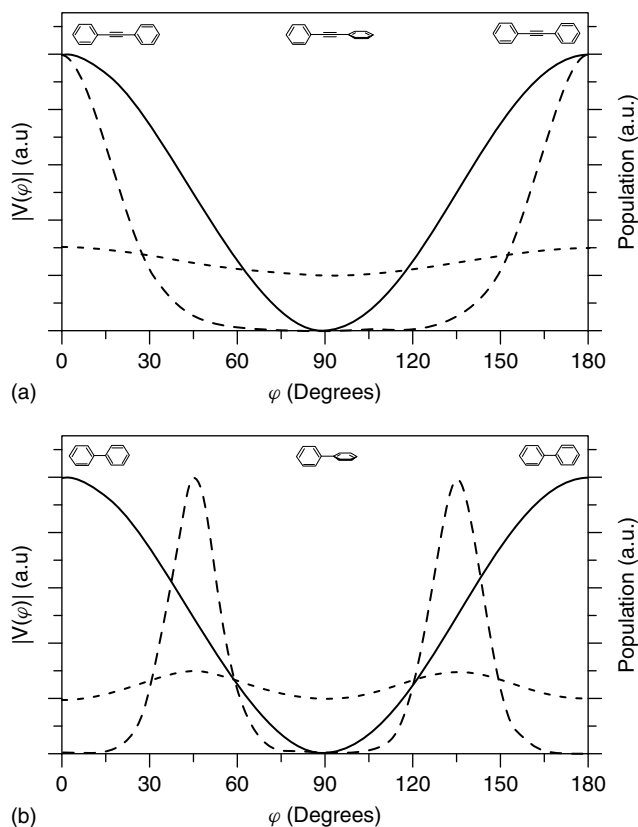 |V(φ)| (a.u)
Population (a.u.)
0 30 60 90 120 150 180
(a)
φ (Degrees)
|V(φ)| (a.u)
Population (a.u.)
0 30 60 90 120 150 180
(b)
φ (Degrees)